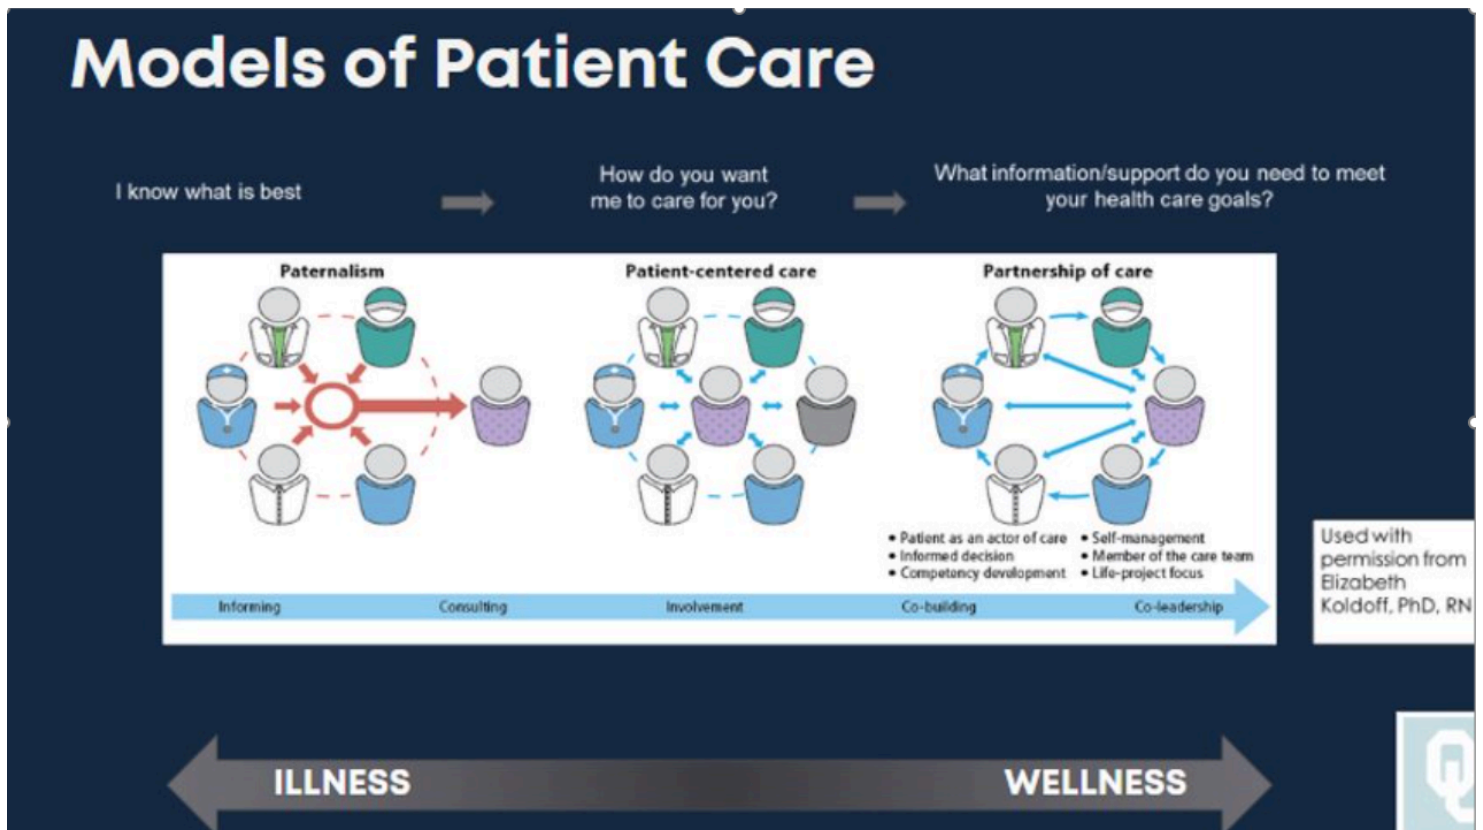 Models of Patient Care
I know what is best
How do you want
me to care for you?
What information/support do you need to meet
your health care goals?
Paternalism
Patient-centered care
Partnership of care
• Patient as an actor of care
• Informed decision
• Competency development
• Self-management
• Member of the care team
• Life-project focus
Informing
Consulting
Involvement
Co-building
Co-leadership
Used with
permission from
Elizabeth
Koldoff, PhD, RN
ILLNESS
WELLNESS